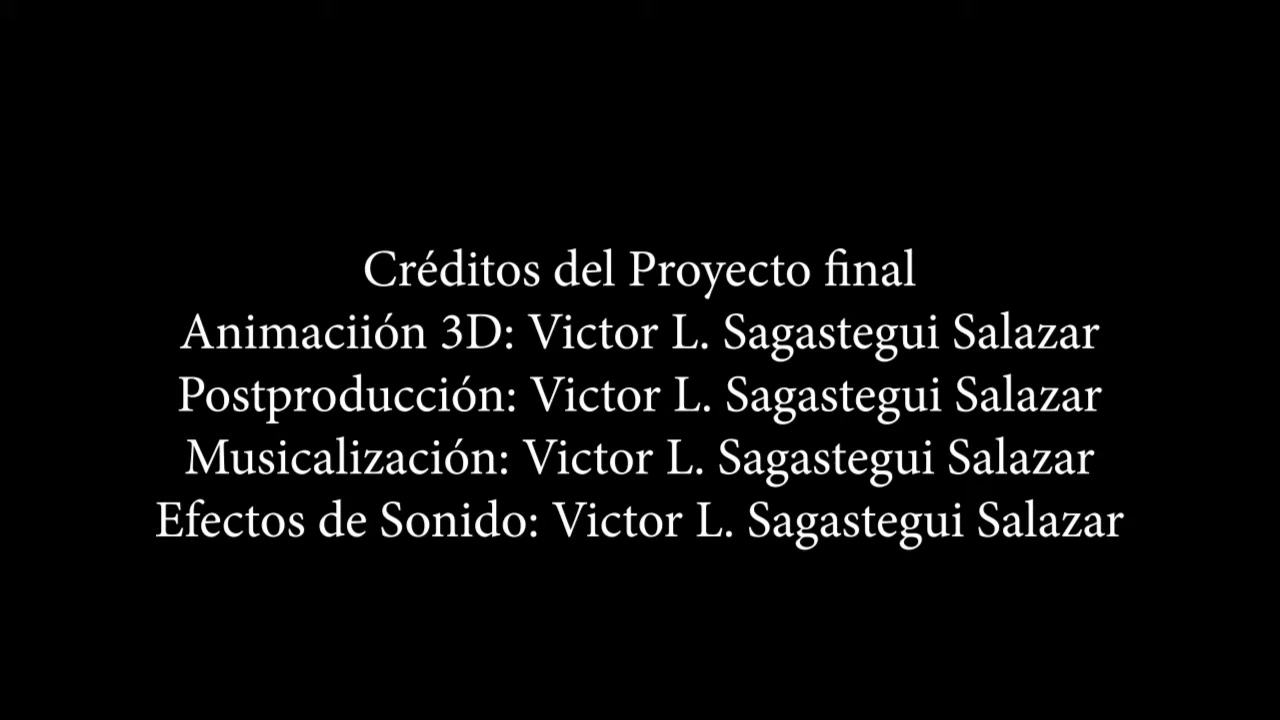 Créditos del Proyecto final
Animaciión 3D: Victor L. Sagastegui Salazar
Postproducción: Victor L. Sagastegui Salazar
Musicalización: Victor L. Sagastegui Salazar
Efectos de Sonido: Victor L. Sagastegui Salazar